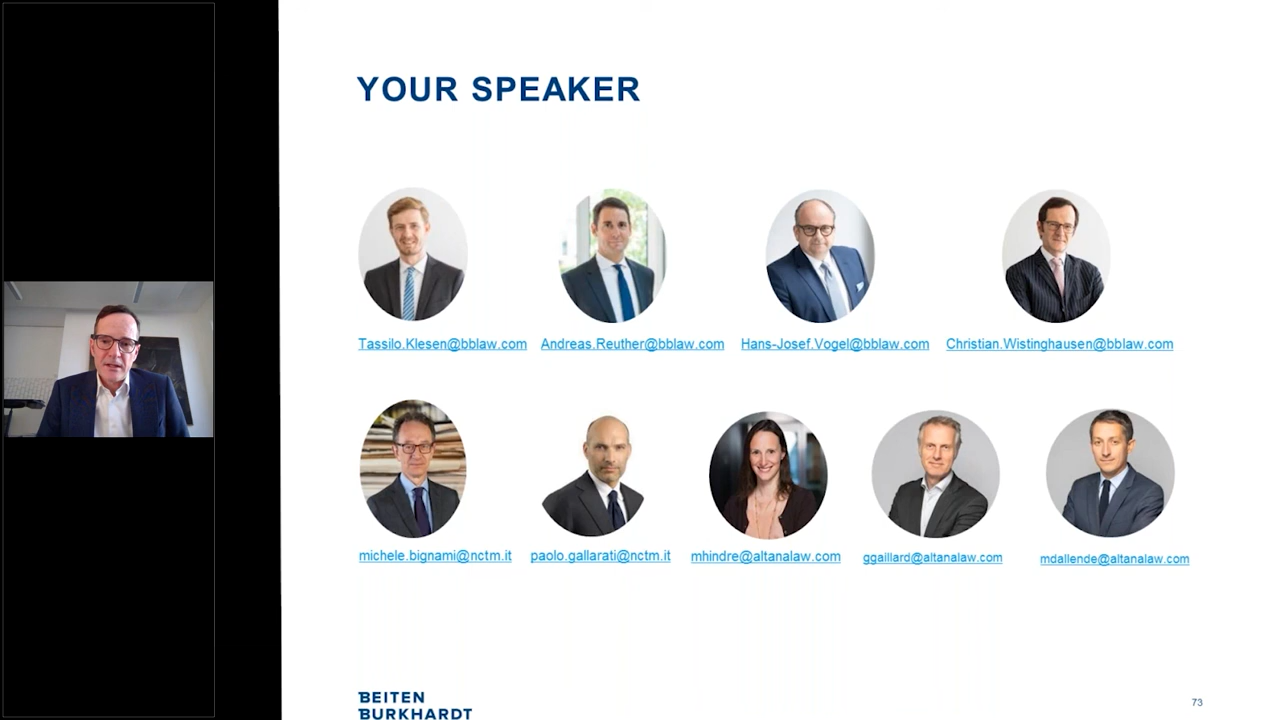 YOUR SPEAKER
Tassilo.Klesen@bblaw.com Andreas.Reuther@bblaw.com Hans-Josef.Vogel@bblaw.com Christian.Wistinghausen@bblaw.com
michele.bignami@nctm.it paolo.gallarati@nctm.it mhindre@altanalaw.com ggaillard@altanalaw.com mdallende@altanalaw.com
BEITEN
BURKHARDT
73